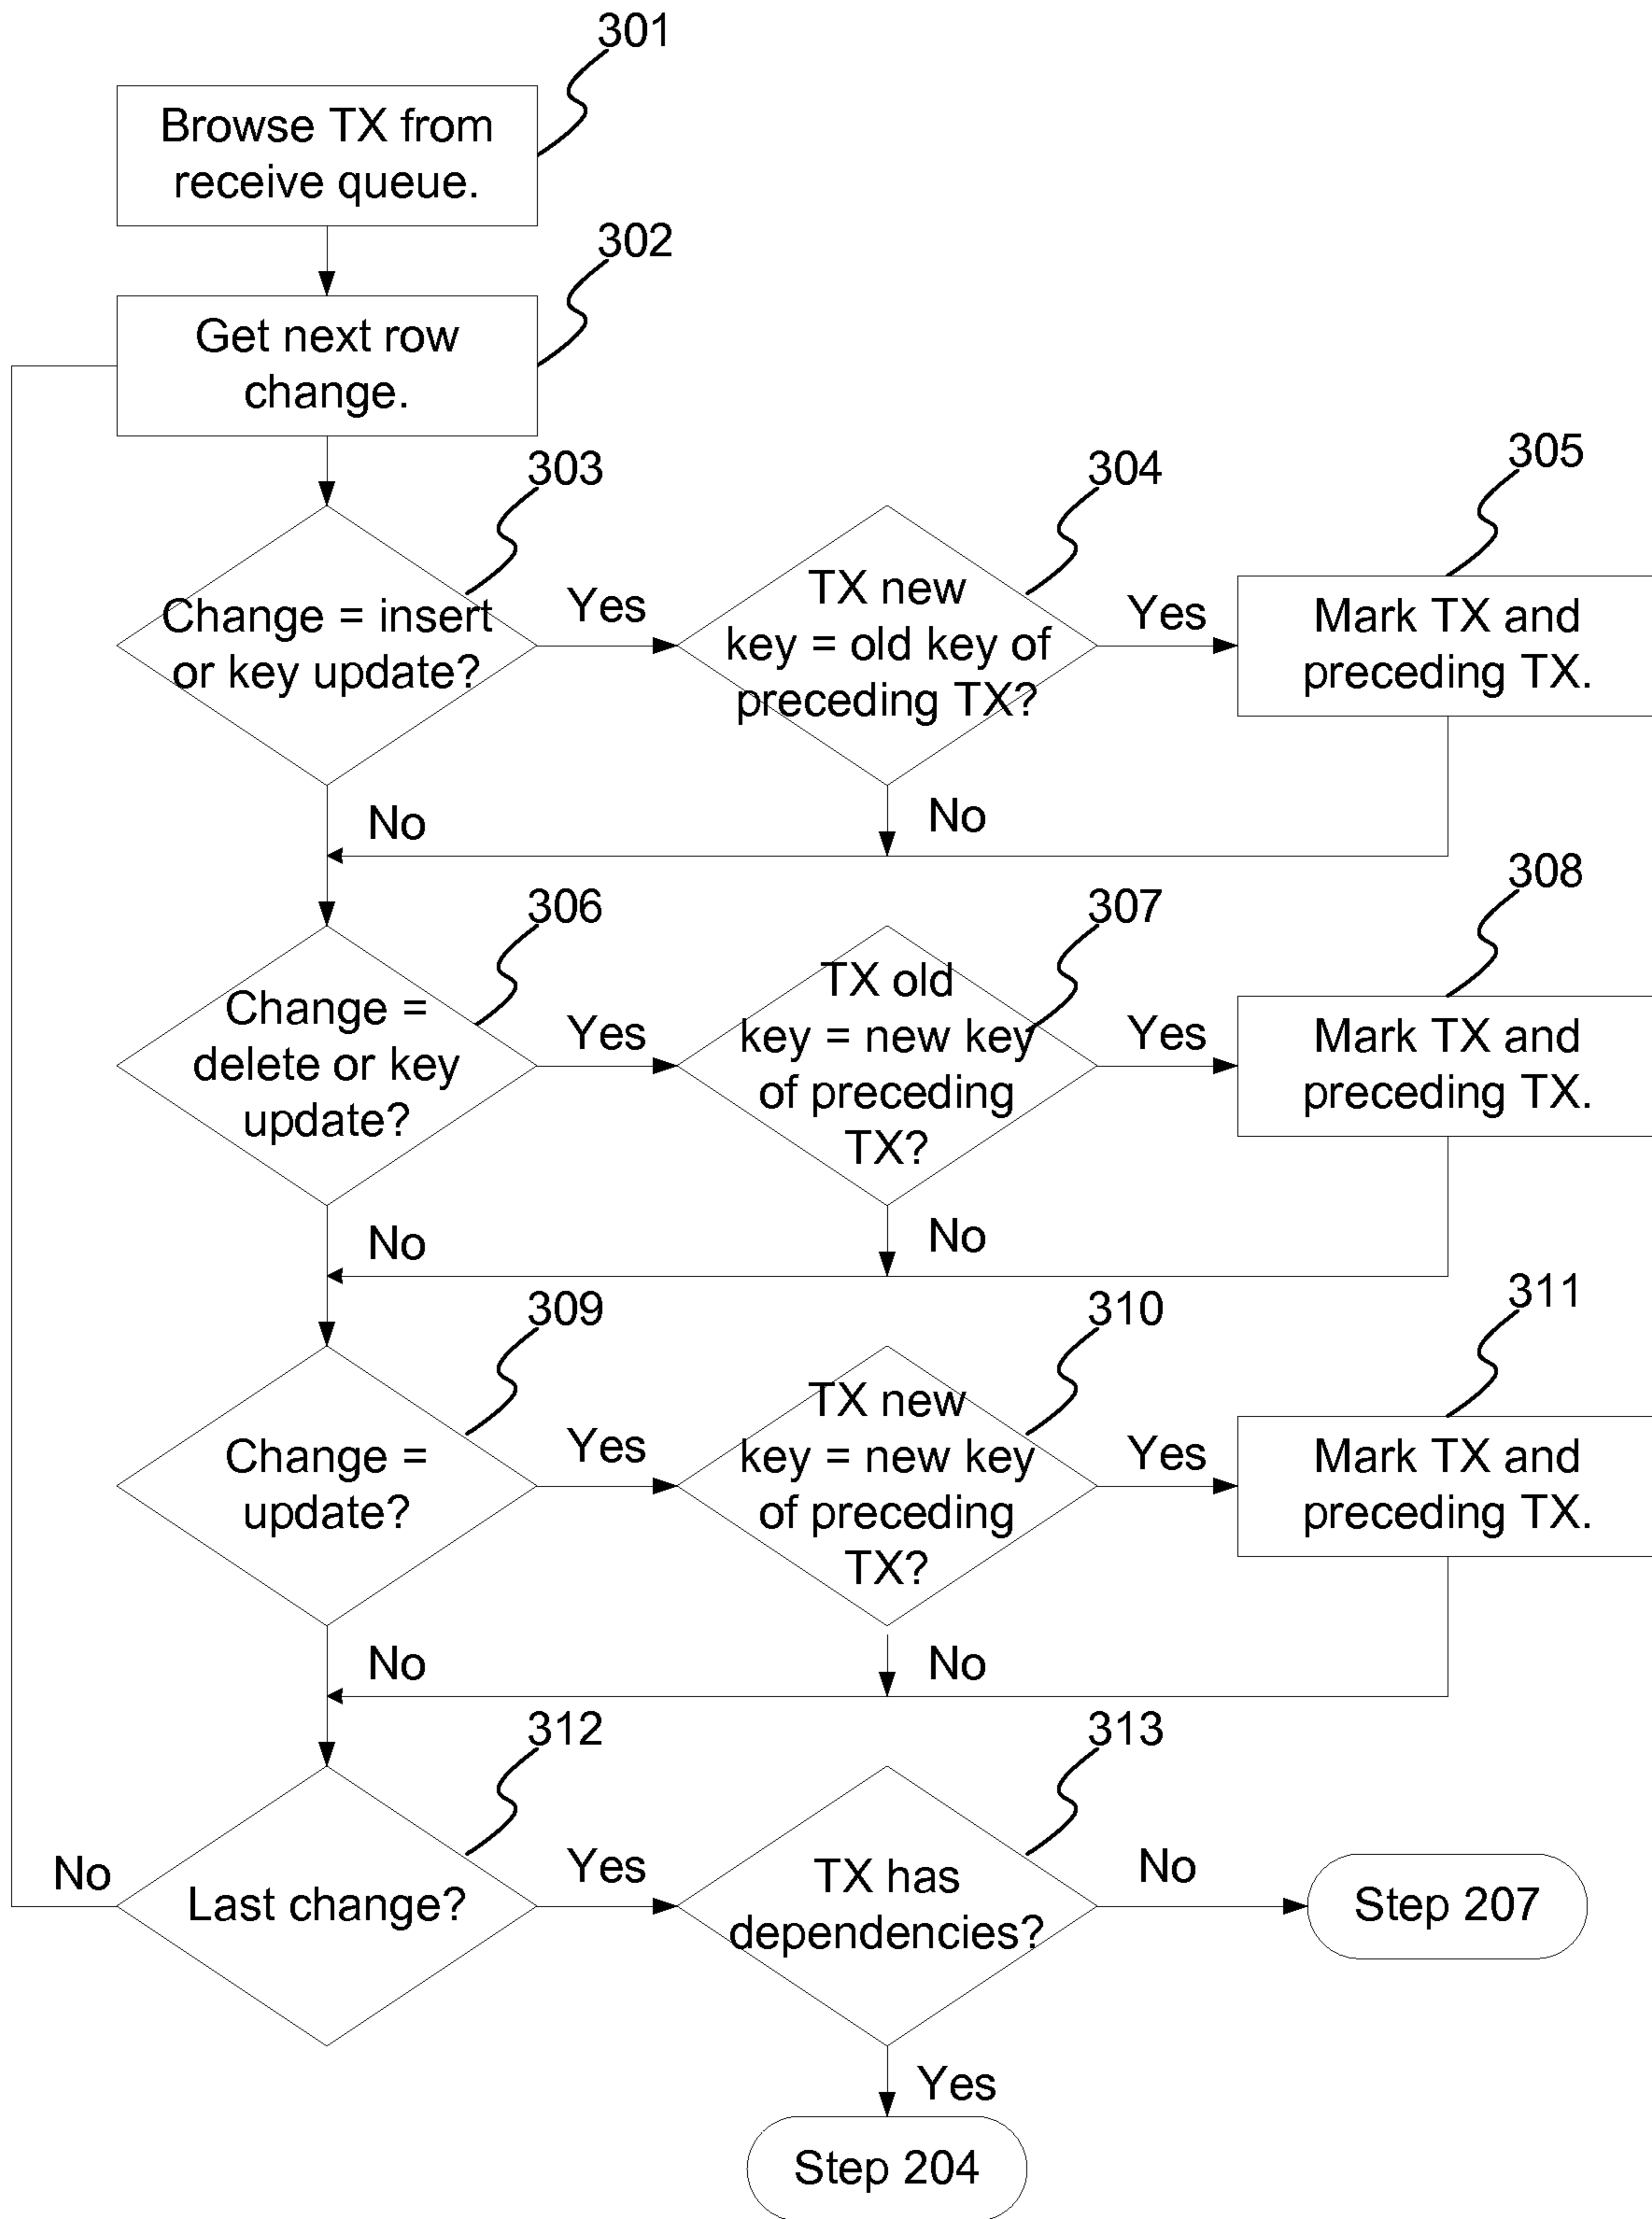 301
Browse TX from
receive queue.
302
Get next row
change.
303
304
305
Change = insert
or key update?
Yes
TX new
key = old key of
preceding TX?
Yes
Mark TX and
preceding TX.
No
No
306
307
308
Change =
delete or key
update?
Yes
TX old
key = new key
of preceding
TX?
Yes
Mark TX and
preceding TX.
No
No
309
310
311
Change =
update?
Yes
TX new
key = new key
of preceding
TX?
Yes
Mark TX and
preceding TX.
No
No
312
313
No
Last change?
Yes
TX has
dependencies?
No
Step 207
Yes
Step 204